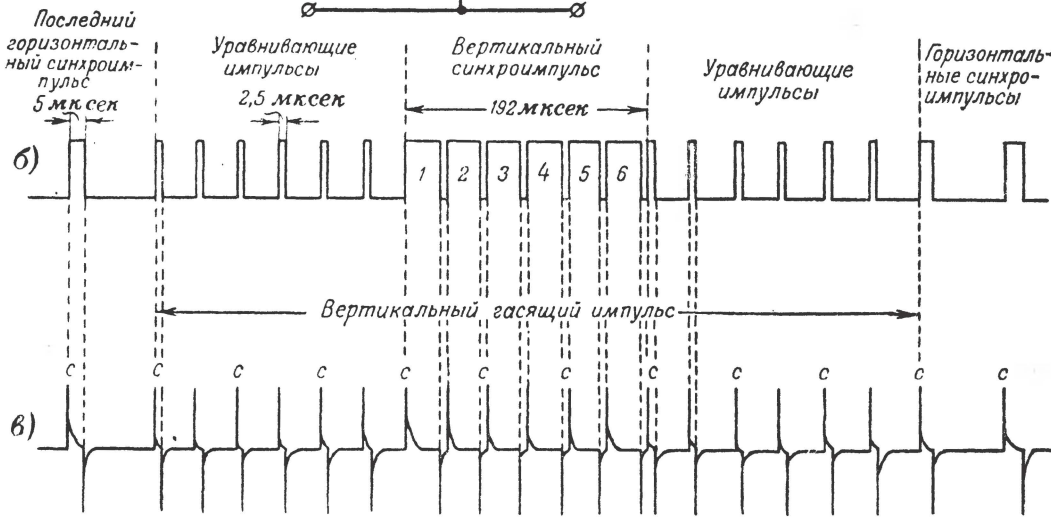 Последний
горизонталь-
ный синхроим-
пульс
5 мксек
Уравнивающие
импульсы
2,5 мксек
Вертикальный
синхроимпульс
192 мксек
Уравнивающие
импульсы
Горизонталь-
ные синхро-
импульсы
б)
1 2 3 4 5 6
Вертикальный гасящий импульс
с с с с с с с с с с с с
в)